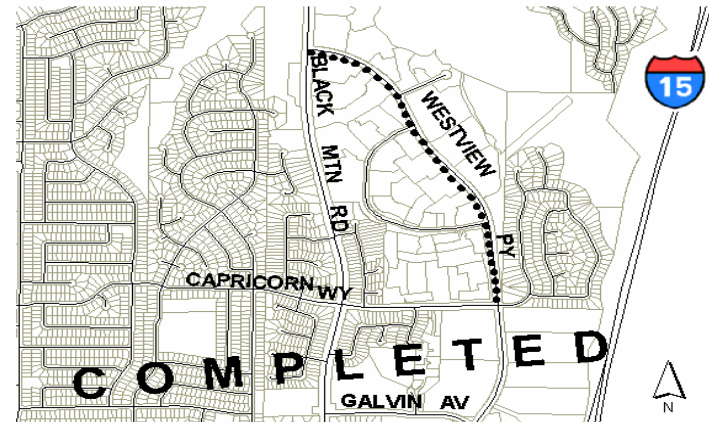 BLACK MTN RD
WESTVIEW PY
15
CAPRICORN WY
COMPLETED
GALVIN AV
N